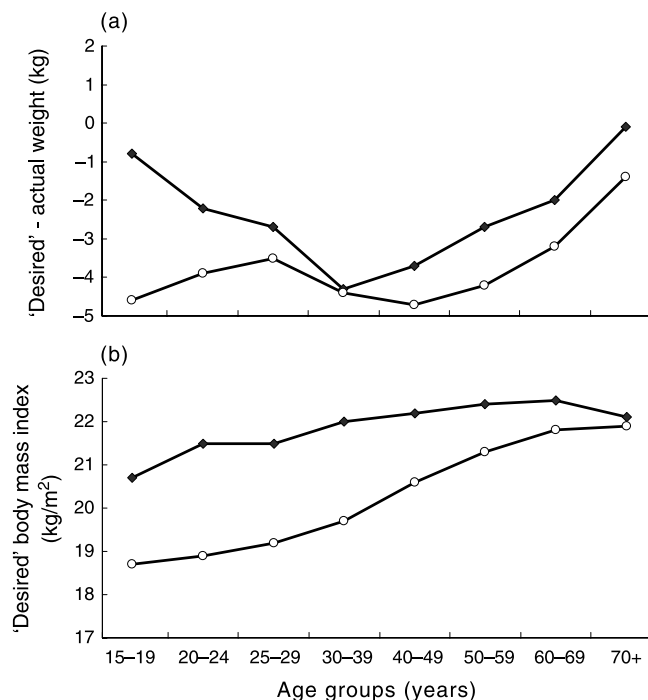 (a)
2
1
0
–1
–2
–3
–4
–5
'Desired' - actual weight (kg)
(b)
23
22
21
20
19
18
17
'Desired' body mass index
(kg/m²)
15–19 20–24 25–29 30–39 40–49 50–59 60–69 70+
Age groups (years)